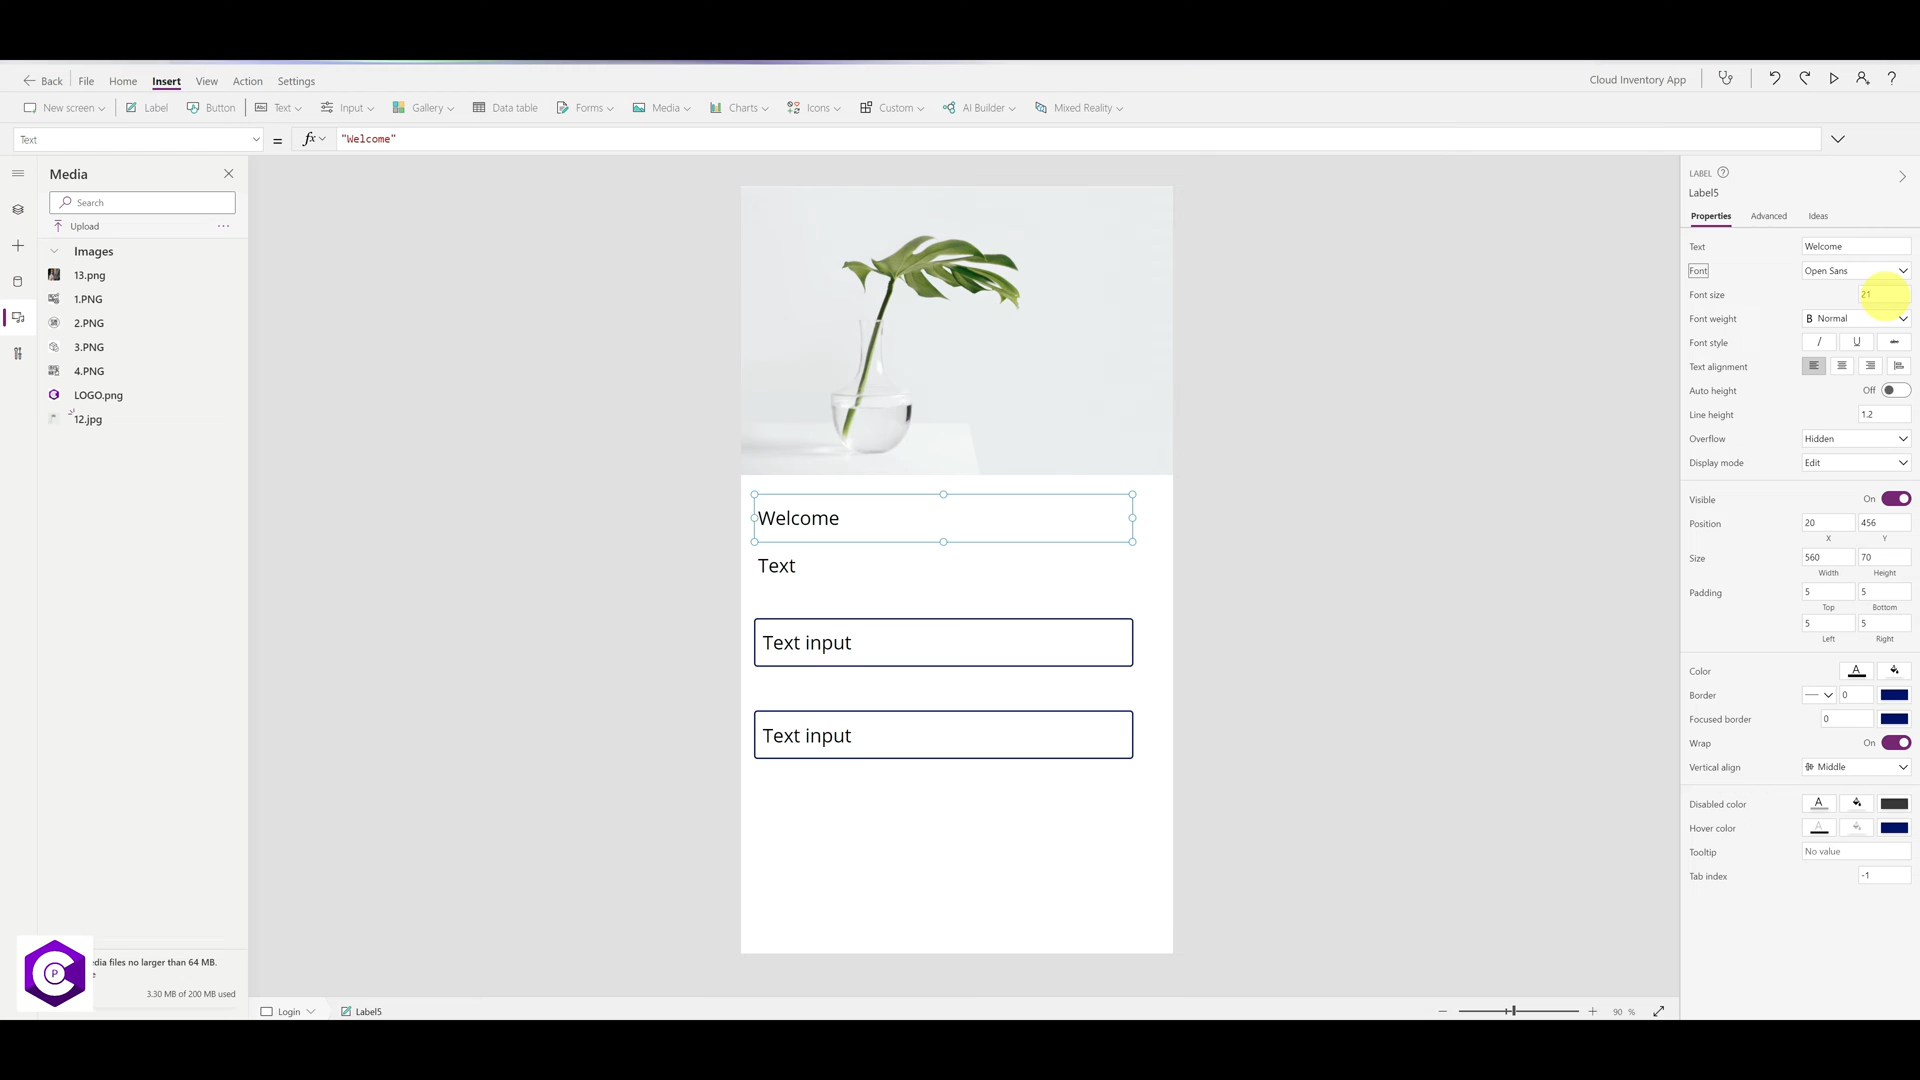 Back File Home Insert View Action Settings Cloud Inventory App
New screen Label Button Text Input Gallery Data table Forms Media Charts Icons Custom AI Builder Mixed Reality
Text = fx "Welcome"
Media
Search
Upload
Images
13.png
1.PNG
2.PNG
3.PNG
4.PNG
LOGO.png
12.jpg
edia files no larger than 64 MB.
e
3.30 MB of 200 MB used
C P
Welcome
Text
Text input
Text input
Login Label5
90 %
LABEL
Label5
Properties Advanced Ideas
Text Welcome
Font Open Sans
Font size 21
Font weight B Normal
Font style / U abc
Text alignment
Auto height Off
Line height 1.2
Overflow Hidden
Display mode Edit
Visible On
Position 20 456
X Y
Size 560 70
Width Height
Padding 5 5
Top Bottom
5 5
Left Right
Color A
Border 0
Focused border 0
Wrap On
Vertical align Middle
Disabled color A
Hover color A
Tooltip No value
Tab index -1